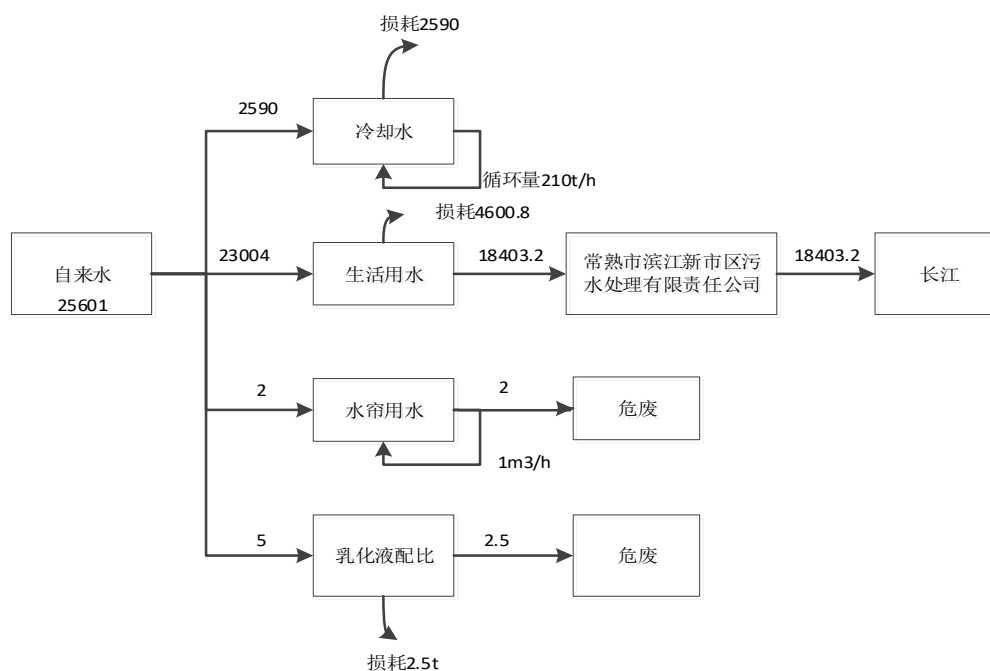 损耗2590
2590
冷却水
循环量210t/h
损耗4600.8
自来水
25601
23004
生活用水
18403.2
常熟市滨江新市区污
水处理有限责任公司
18403.2
长江
2
水帘用水
2
危废
1m3/h
5
乳化液配比
2.5
危废
损耗2.5t